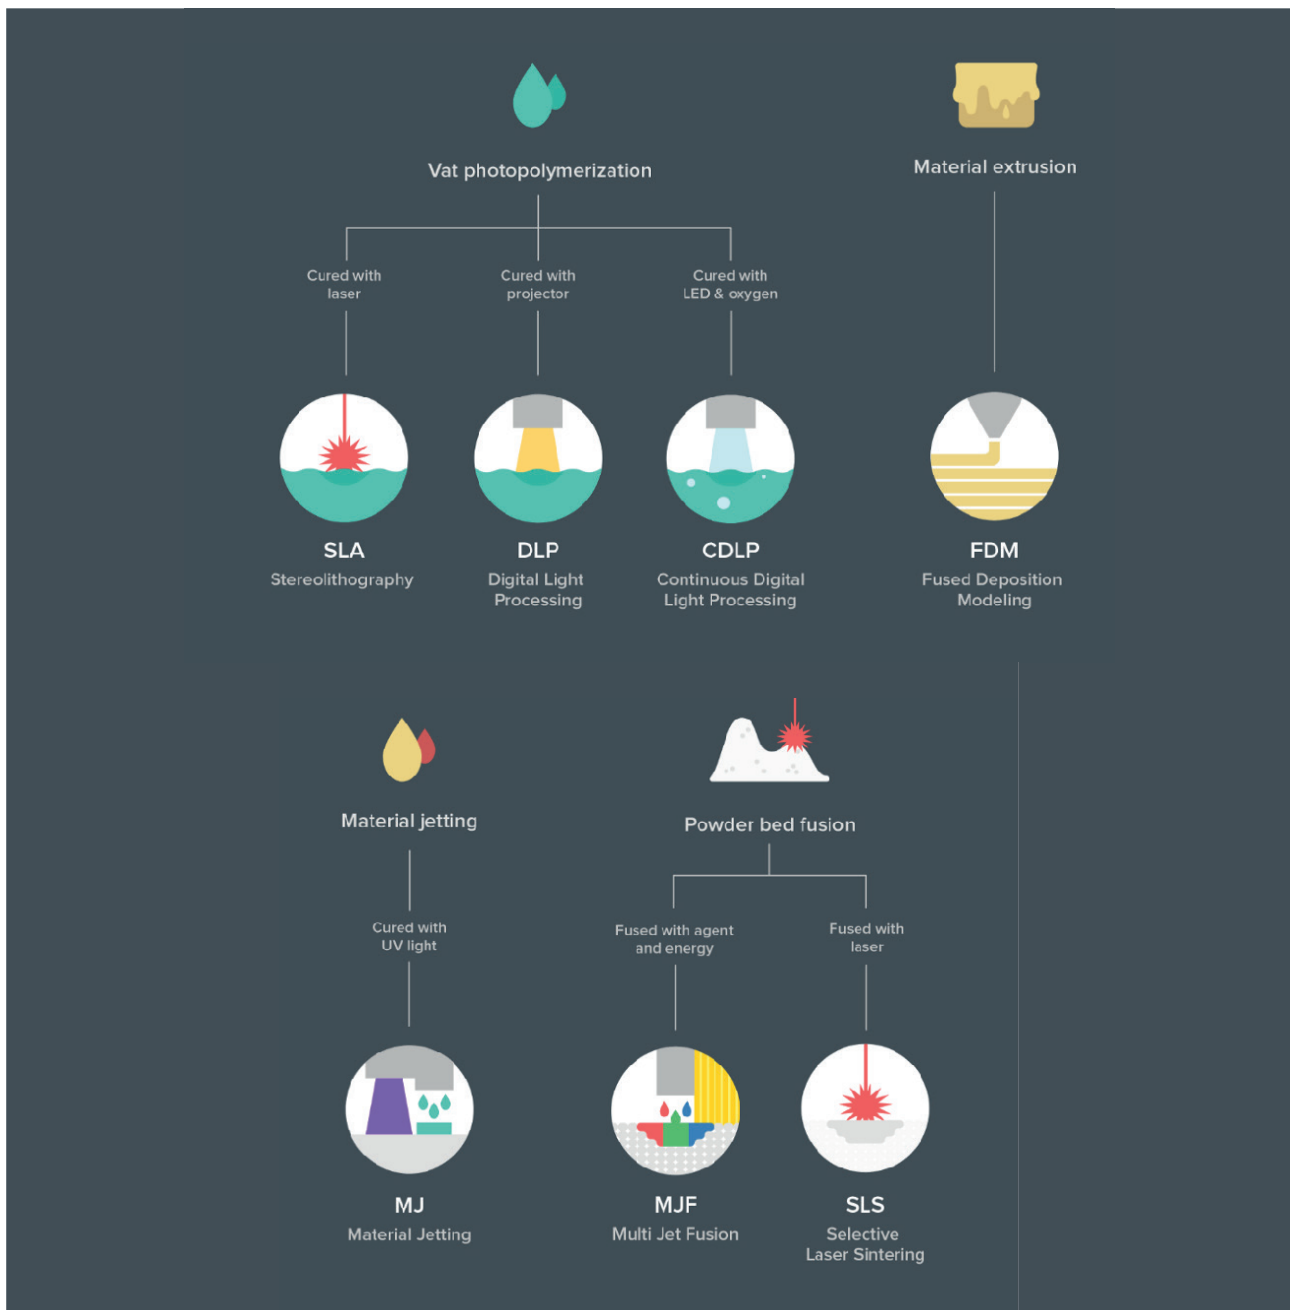 Vat photopolymerization
Material extrusion
Cured with
laser
Cured with
projector
Cured with
LED & oxygen
SLA
Stereolithography
DLP
Digital Light
Processing
CDLP
Continuous Digital
Light Processing
FDM
Fused Deposition
Modeling
Material jetting
Powder bed fusion
Cured with
UV light
Fused with agent
and energy
Fused with
laser
MJ
Material Jetting
MJF
Multi Jet Fusion
SLS
Selective
Laser Sintering